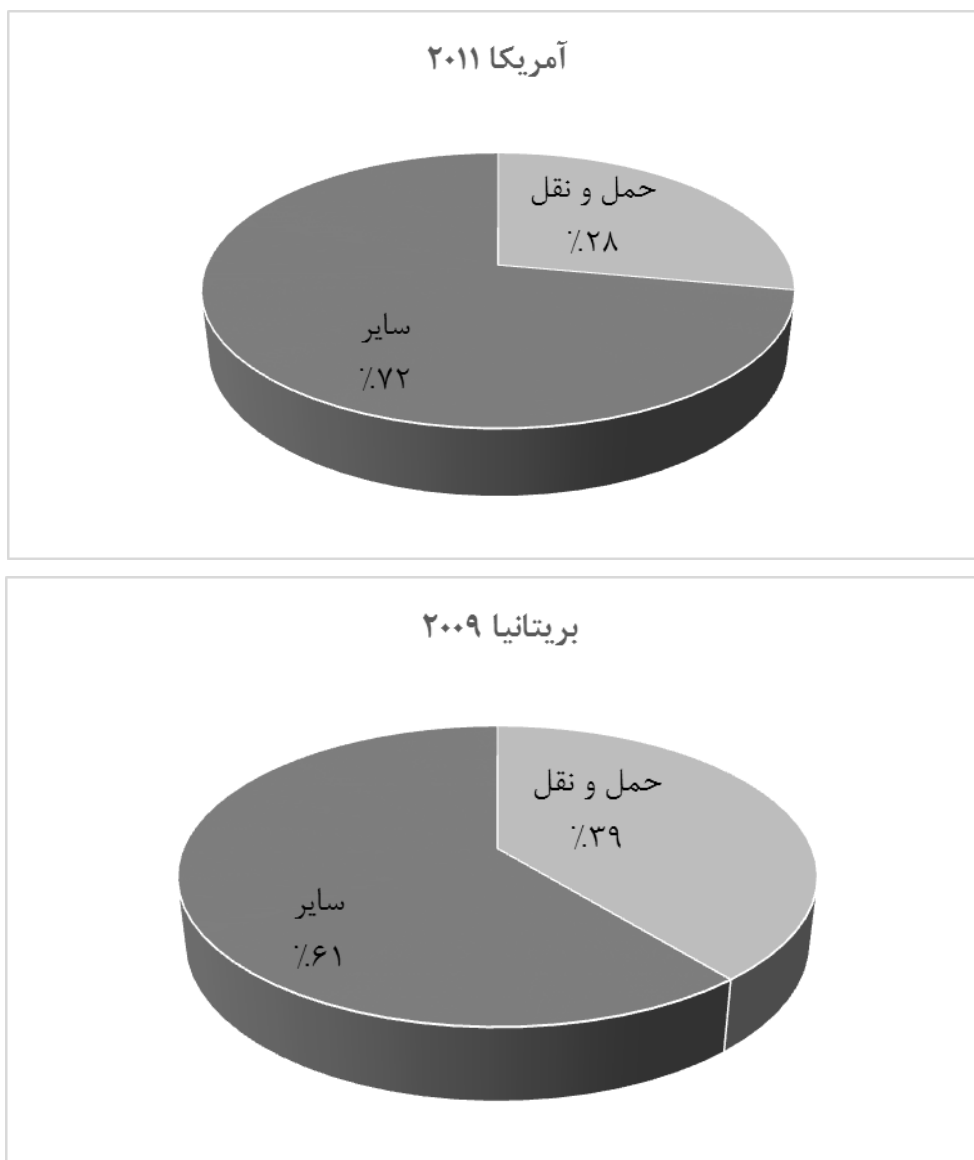 آمریکا ۲۰۱۱
حمل و نقل
٪۲۸
سایر
٪۷۲
بریتانیا ۲۰۰۹
حمل و نقل
٪۳۹
سایر
٪۶۱